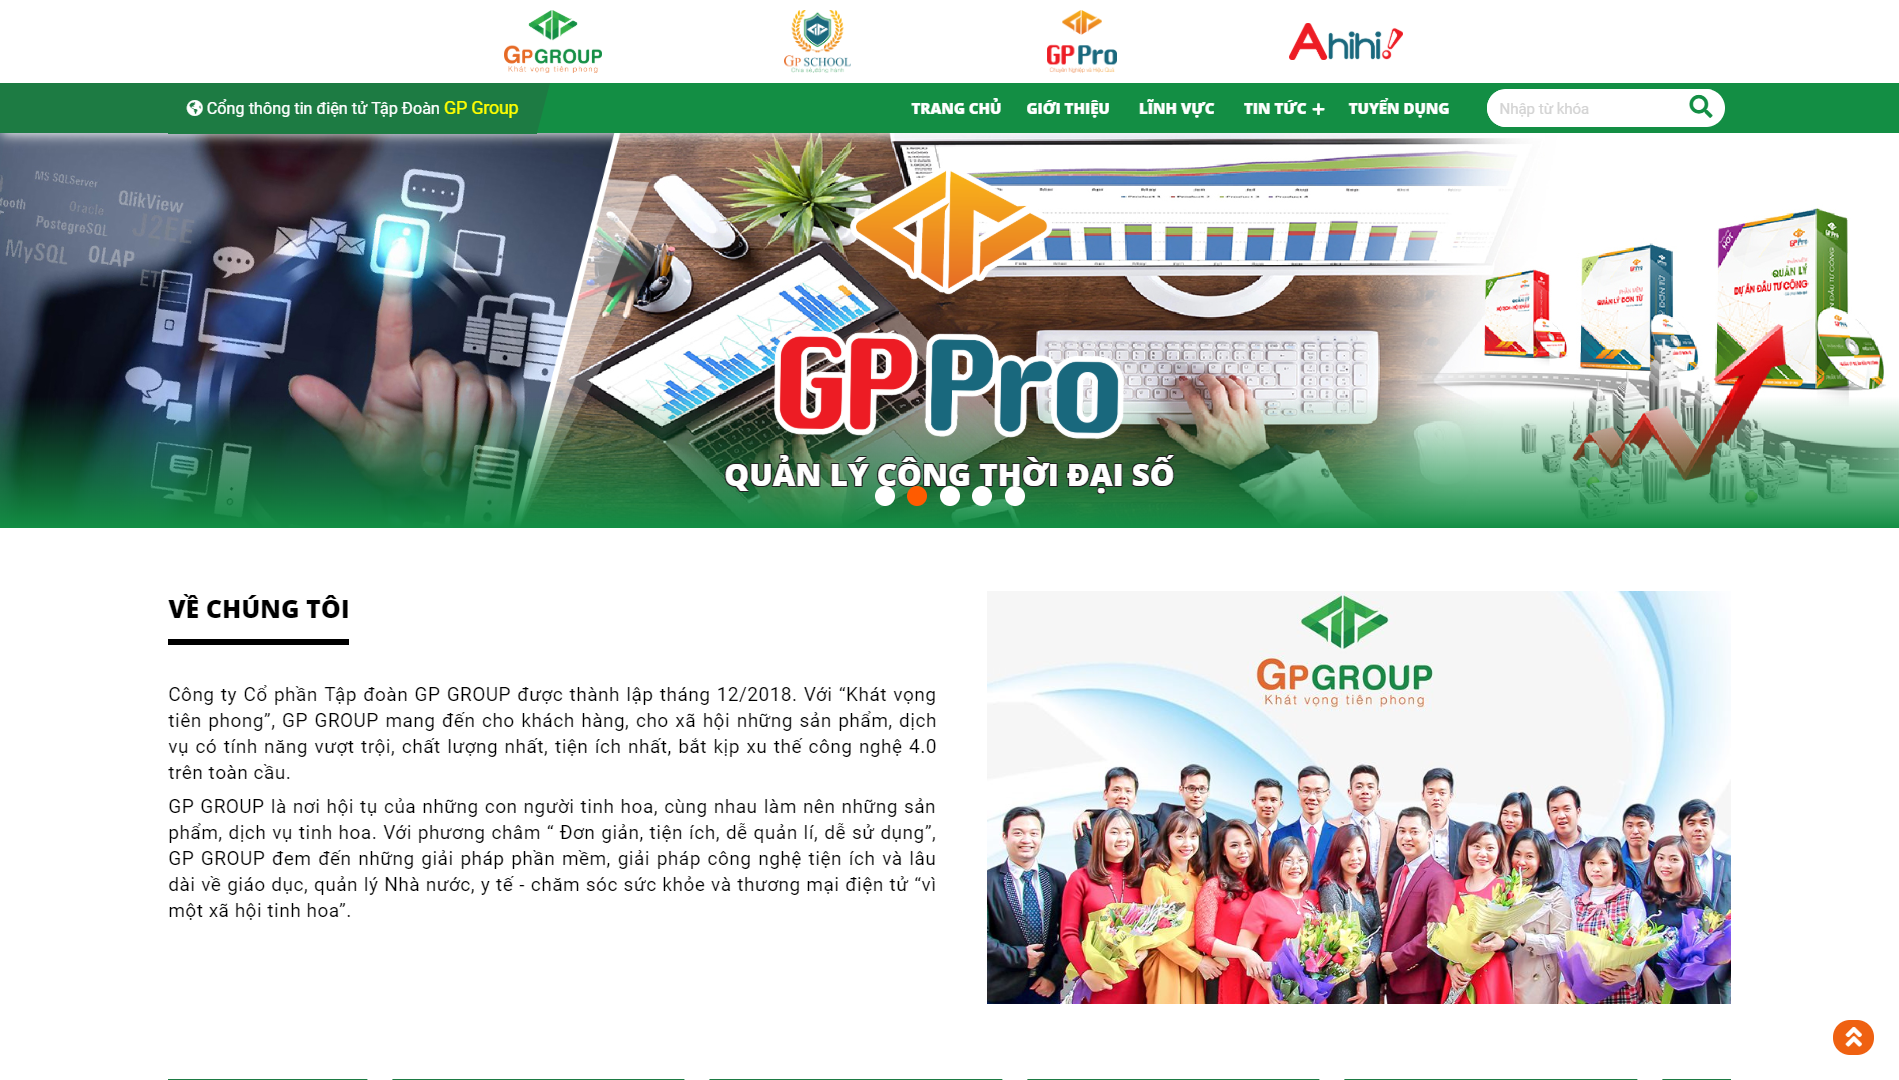 GPGROUP
Khát vọng tiên phong
GP SCHOOL
GP Pro
Ahihi!
Cổng thông tin điện tử Tập Đoàn GP Group
TRANG CHỦ
GIỚI THIỆU
LĨNH VỰC
TIN TỨC +
TUYỂN DỤNG
Nhập từ khóa
MS SQLServer
QlikView
Oracle
J2EE
PostegreSQL
MySQL
OLAP
ETL
GP Pro
QUẢN LÝ CÔNG THỜI ĐẠI SỐ
GP Pro
QUẢN LÝ ĐƠN TỪ
GP Pro
QUẢN LÝ
DỰ ÁN ĐẦU TƯ CÔNG
VỀ CHÚNG TÔI
Công ty Cổ phần Tập đoàn GP GROUP được thành lập tháng 12/2018. Với “Khát vọng
tiên phong”, GP GROUP mang đến cho khách hàng, cho xã hội những sản phẩm, dịch
vụ có tính năng vượt trội, chất lượng nhất, tiện ích nhất, bắt kịp xu thế công nghệ 4.0
trên toàn cầu.
GP GROUP là nơi hội tụ của những con người tinh hoa, cùng nhau làm nên những sản
phẩm, dịch vụ tinh hoa. Với phương châm “ Đơn giản, tiện ích, dễ quản lí, dễ sử dụng”,
GP GROUP đem đến những giải pháp phần mềm, giải pháp công nghệ tiện ích và lâu
dài về giáo dục, quản lý Nhà nước, y tế - chăm sóc sức khỏe và thương mại điện tử “vì
một xã hội tinh hoa”.
GPGROUP
Khát vọng tiên phong